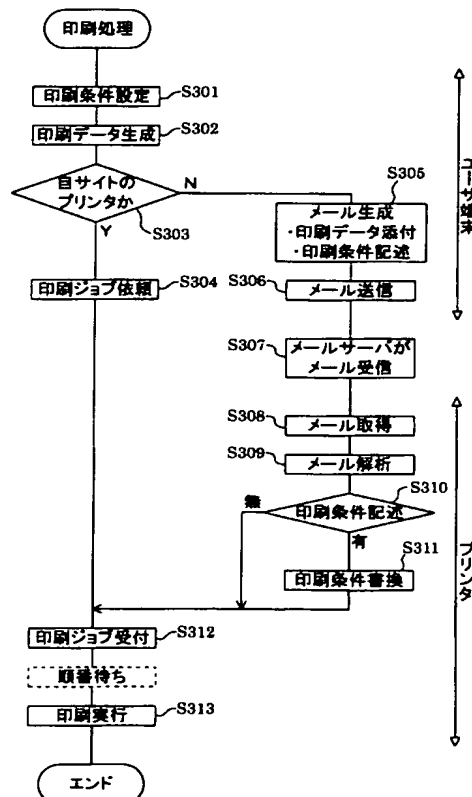 印刷処理
印刷条件設定
S301
印刷データ生成
S302
自サイトの
プリンタか
S303
N
Y
S305
メール生成
・印刷データ添付
・印刷条件記述
印刷ジョブ依頼
S304
S306
メール送信
S307
メールサーバが
メール受信
S308
メール取得
S309
メール解析
S310
印刷条件記述
無
有
S311
印刷条件書換
印刷ジョブ受付
S312
順番待ち
印刷実行
S313
エンド
ユーザ端末
プリンタ